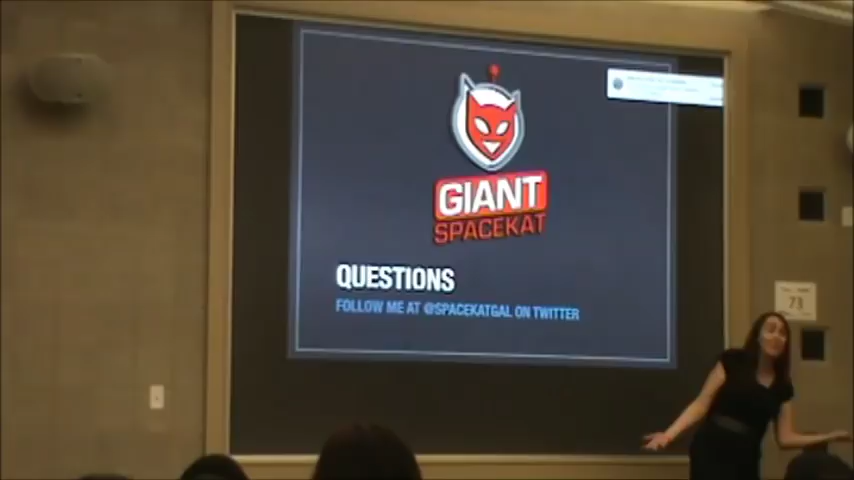 GIANT
SPACEKAT
QUESTIONS
FOLLOW ME AT @SPACEKATGAL ON TWITTER
73